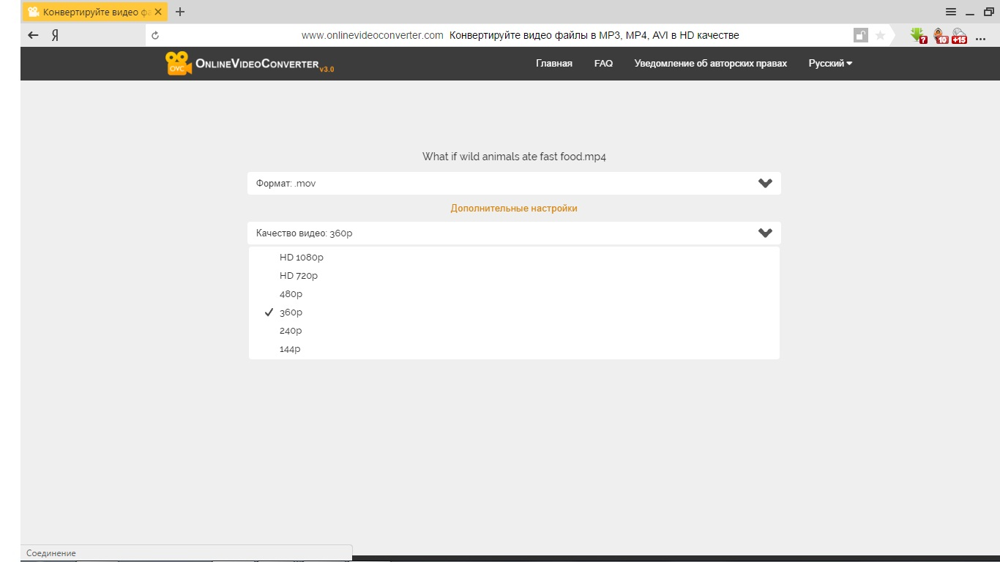 Конвертируйте видео фа
Я
www.onlinevideoconverter.com Конвертируйте видео файлы в MP3, MP4, AVI в HD качестве
?
10
+15
OVC
OnlineVideoConverter v3.0
Главная
FAQ
Уведомление об авторских правах
Русский
What if wild animals ate fast food.mp4
Формат: .mov
Дополнительные настройки
Качество видео: 360p
HD 1080p
HD 720p
480p
360p
240p
144p
Соединение